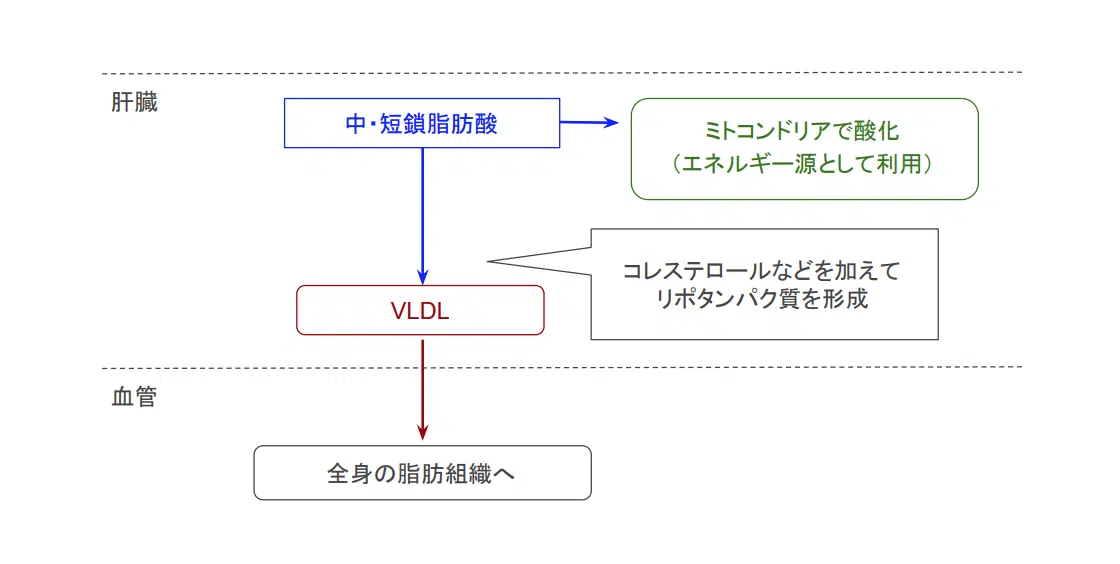 肝臓
中・短鎖脂肪酸
ミトコンドリアで酸化
（エネルギー源として利用）
コレステロールなどを加えて
リポタンパク質を形成
VLDL
血管
全身の脂肪組織へ